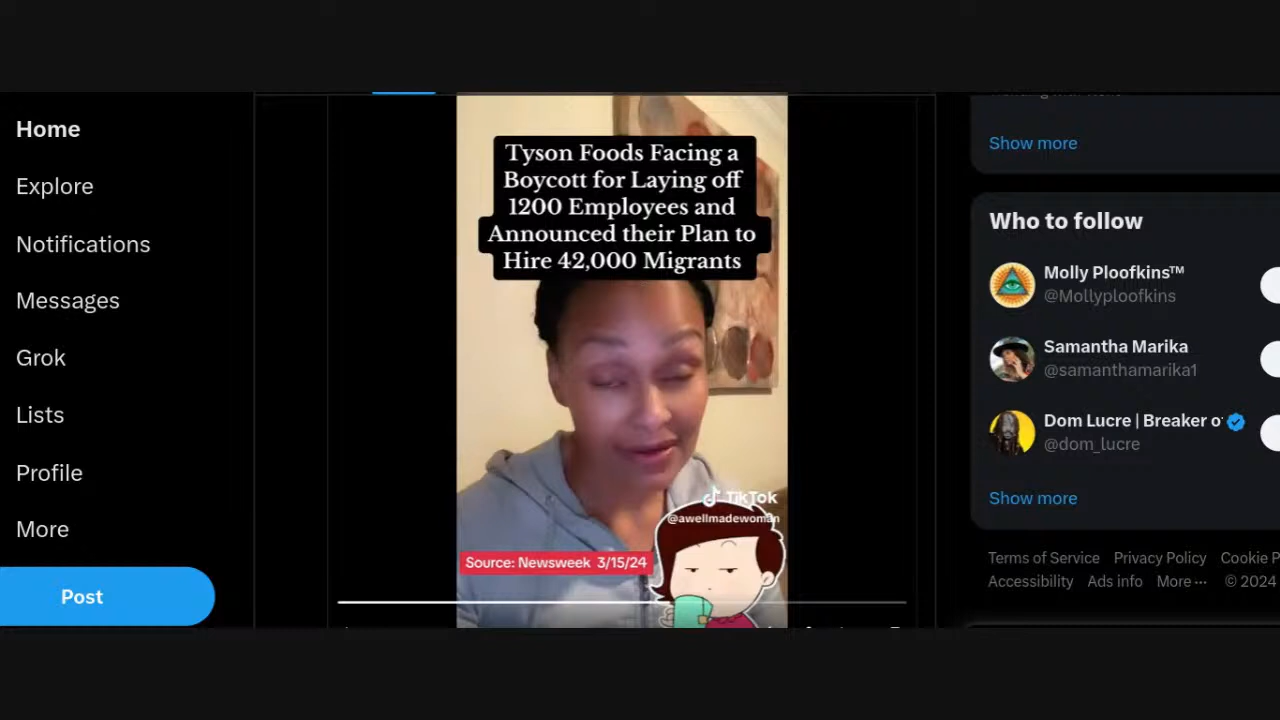 Home
Explore
Notifications
Messages
Grok
Lists
Profile
More
Post
Tyson Foods Facing a
Boycott for Laying off
1200 Employees and
Announced their Plan to
Hire 42,000 Migrants
TikTok
@awellmadewoman
Source: Newsweek 3/15/24
Show more
Who to follow
Molly Ploofkins™
@Mollyploofkins
Samantha Marika
@samanthamarika1
Dom Lucre | Breaker o
@dom_lucre
Show more
Terms of Service Privacy Policy Cookie P
Accessibility Ads info More ··· © 2024